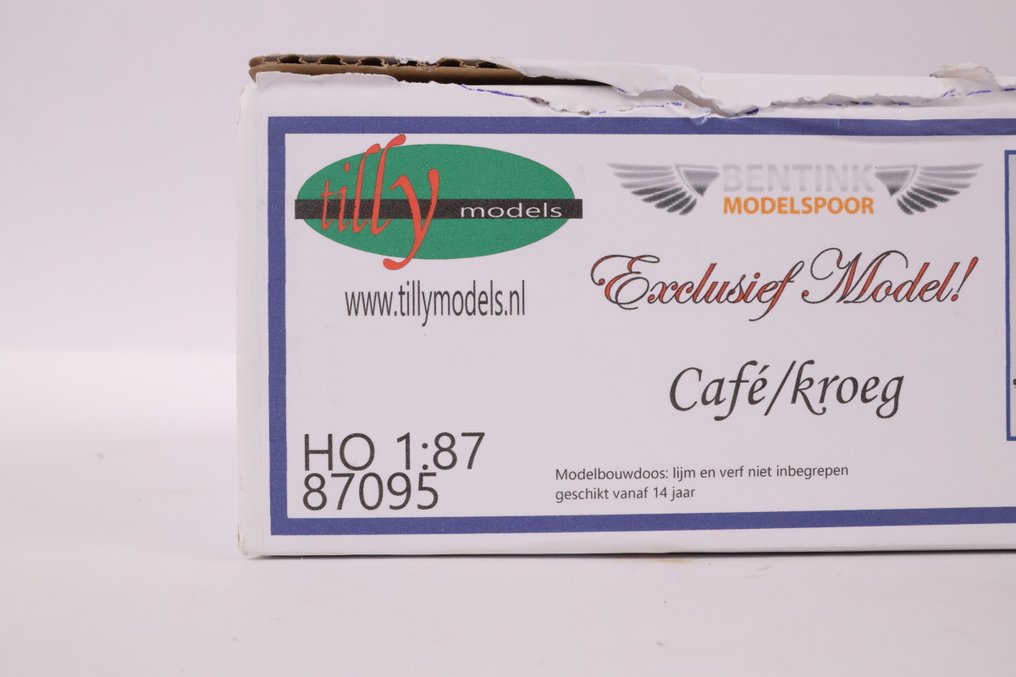 tilly models
www.tillymodels.nl
BENTINK
MODELSPOOR
Exclusief Model!
Café/kroeg
HO 1:87
87095
Modelbouwdoos: lijm en verf niet inbegrepen
geschikt vanaf 14 jaar